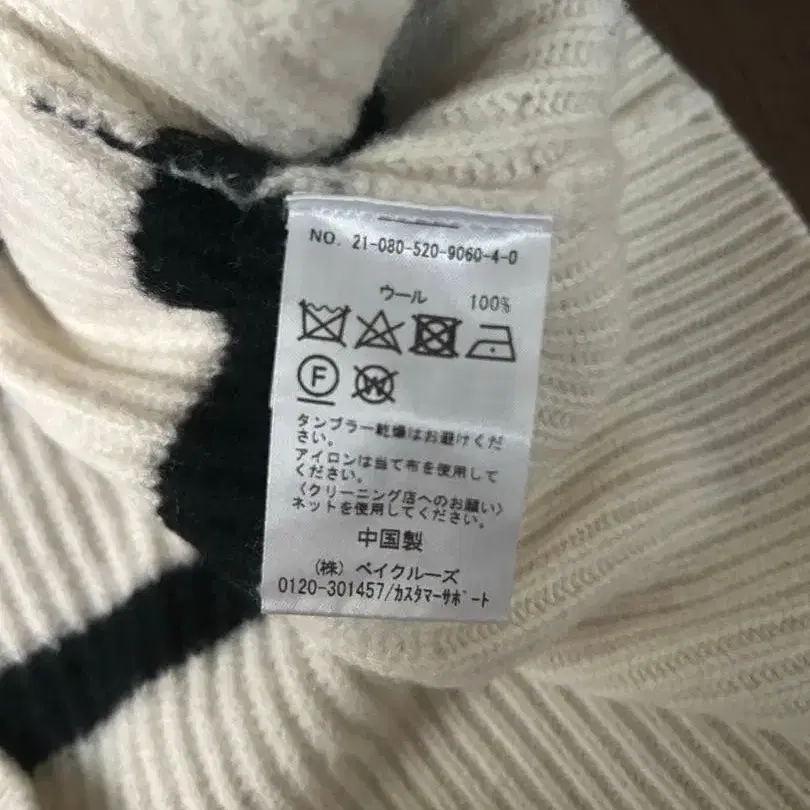 NO. 21-080-520-9060-4-0
ウール 100%
F
W
タンブラー乾燥はお避けくだ
さい。
アイロンは当て布を使用して
ください。
〈クリーニング店へのお願い〉
ネットを使用してください。
中国製
(株) ベイクルーズ
0120-301457/カスタマーサポート